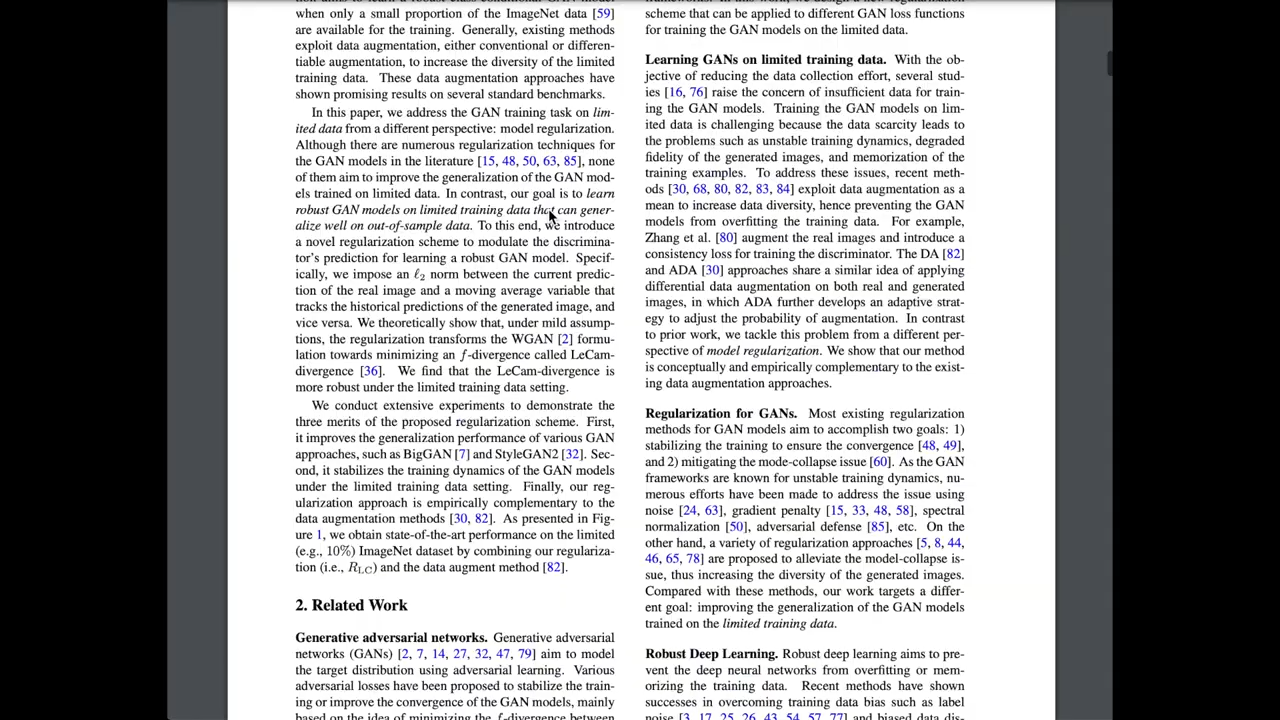 when only a small proportion of the ImageNet data [59]
are available for the training. Generally, existing methods
exploit data augmentation, either conventional or differen-
tiable augmentation, to increase the diversity of the limited
training data. These data augmentation approaches have
shown promising results on several standard benchmarks.
In this paper, we address the GAN training task on lim-
ited data from a different perspective: model regularization.
Although there are numerous regularization techniques for
the GAN models in the literature [15, 48, 50, 63, 85], none
of them aim to improve the generalization of the GAN mod-
els trained on limited data. In contrast, our goal is to learn
robust GAN models on limited training data that can gener-
alize well on out-of-sample data. To this end, we introduce
a novel regularization scheme to modulate the discrimina-
tor's prediction for learning a robust GAN model. Specif-
ically, we impose an ℓ2 norm between the current predic-
tion of the real image and a moving average variable that
tracks the historical predictions of the generated image, and
vice versa. We theoretically show that, under mild assump-
tions, the regularization transforms the WGAN [2] formu-
lation towards minimizing an f-divergence called LeCam-
divergence [36]. We find that the LeCam-divergence is
more robust under the limited training data setting.
We conduct extensive experiments to demonstrate the
three merits of the proposed regularization scheme. First,
it improves the generalization performance of various GAN
approaches, such as BigGAN [7] and StyleGAN2 [32]. Sec-
ond, it stabilizes the training dynamics of the GAN models
under the limited training data setting. Finally, our reg-
ularization approach is empirically complementary to the
data augmentation methods [30, 82]. As presented in Fig-
ure 1, we obtain state-of-the-art performance on the limited
(e.g., 10%) ImageNet dataset by combining our regulariza-
tion (i.e., RLC) and the data augment method [82].
2. Related Work
Generative adversarial networks. Generative adversarial
networks (GANs) [2, 7, 14, 27, 32, 47, 79] aim to model
the target distribution using adversarial learning. Various
adversarial losses have been proposed to stabilize the train-
ing or improve the convergence of the GAN models, mainly
based on the idea of minimizing the f-divergence between
scheme that can be applied to different GAN loss functions
for training the GAN models on the limited data.
Learning GANs on limited training data. With the ob-
jective of reducing the data collection effort, several stud-
ies [16, 76] raise the concern of insufficient data for train-
ing the GAN models. Training the GAN models on lim-
ited data is challenging because the data scarcity leads to
the problems such as unstable training dynamics, degraded
fidelity of the generated images, and memorization of the
training examples. To address these issues, recent meth-
ods [30, 68, 80, 82, 83, 84] exploit data augmentation as a
mean to increase data diversity, hence preventing the GAN
models from overfitting the training data. For example,
Zhang et al. [80] augment the real images and introduce a
consistency loss for training the discriminator. The DA [82]
and ADA [30] approaches share a similar idea of applying
differential data augmentation on both real and generated
images, in which ADA further develops an adaptive strat-
egy to adjust the probability of augmentation. In contrast
to prior work, we tackle this problem from a different per-
spective of model regularization. We show that our method
is conceptually and empirically complementary to the exist-
ing data augmentation approaches.
Regularization for GANs. Most existing regularization
methods for GAN models aim to accomplish two goals: 1)
stabilizing the training to ensure the convergence [48, 49],
and 2) mitigating the mode-collapse issue [60]. As the GAN
frameworks are known for unstable training dynamics, nu-
merous efforts have been made to address the issue using
noise [24, 63], gradient penalty [15, 33, 48, 58], spectral
normalization [50], adversarial defense [85], etc. On the
other hand, a variety of regularization approaches [5, 8, 44,
46, 65, 78] are proposed to alleviate the model-collapse is-
sue, thus increasing the diversity of the generated images.
Compared with these methods, our work targets a differ-
ent goal: improving the generalization of the GAN models
trained on the limited training data.
Robust Deep Learning. Robust deep learning aims to pre-
vent the deep neural networks from overfitting or mem-
orizing the training data. Recent methods have shown
successes in overcoming training data bias such as label
noise [3, 17, 25, 26, 43, 54, 57, 77] and biased data dis-